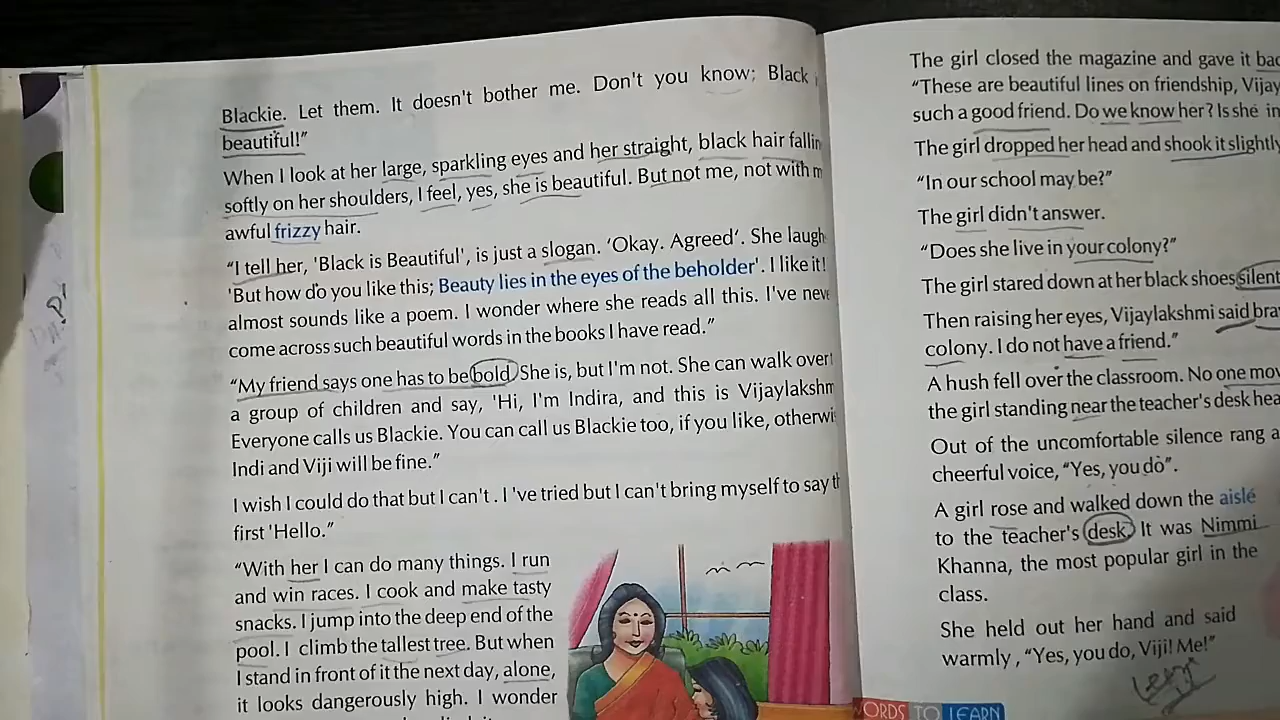 Blackie. Let them. It doesn't bother me. Don't you know; Black
beautiful!"
When I look at her large, sparkling eyes and her straight, black hair fallin
softly on her shoulders, I feel, yes, she is beautiful. But not me, not with m
awful frizzy hair.
"I tell her, 'Black is Beautiful', is just a slogan. 'Okay. Agreed'. She laugh
'But how do you like this; Beauty lies in the eyes of the beholder'. I like it!
almost sounds like a poem. I wonder where she reads all this. I've neve
come across such beautiful words in the books I have read."
"My friend says one has to be bold She is, but I'm not. She can walk over t
a group of children and say, 'Hi, I'm Indira, and this is Vijaylakshm
Everyone calls us Blackie. You can call us Blackie too, if you like, otherwi
Indi and Viji will be fine."
I wish I could do that but I can't . I 've tried but I can't bring myself to say th
first 'Hello."
"With her I can do many things. I run
and win races. I cook and make tasty
snacks. I jump into the deep end of the
pool. I climb the tallest tree. But when
I stand in front of it the next day, alone,
it looks dangerously high. I wonder
The girl closed the magazine and gave it bac
"These are beautiful lines on friendship, Vijay
such a good friend. Do we know her? Is she in
The girl dropped her head and shook it slightly
"In our school may be?"
The girl didn't answer.
"Does she live in your colony?"
The girl stared down at her black shoes silent
Then raising her eyes, Vijaylakshmi said bra
colony. I do not have a friend."
A hush fell over the classroom. No one mov
the girl standing near the teacher's desk hea
Out of the uncomfortable silence rang a
cheerful voice, "Yes, you do".
A girl rose and walked down the aisle
to the teacher's desk. It was Nimmi
Khanna, the most popular girl in the
class.
She held out her hand and said
warmly , "Yes, you do, Viji! Me!"
ORDS TO LEARN